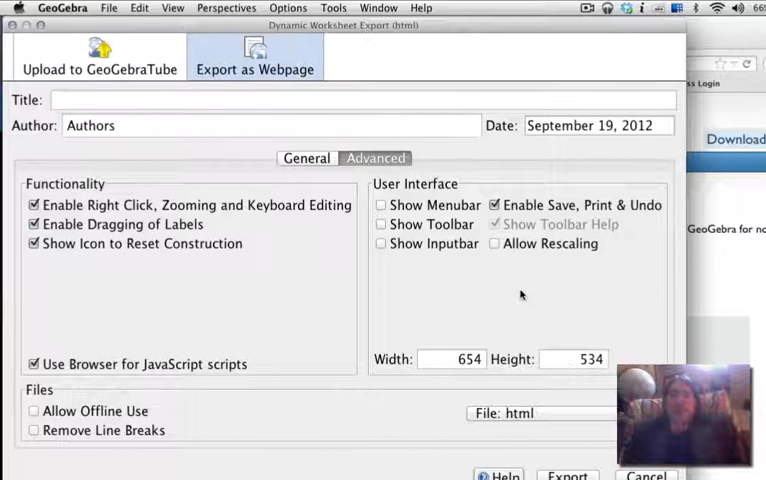 GeoGebra File Edit View Perspectives Options Tools Window Help 66
Dynamic Worksheet Export (html)
Upload to GeoGebraTube Export as Webpage
ss Login
Title:
Author: Authors Date: September 19, 2012
Download
General Advanced
Functionality User Interface
Enable Right Click, Zooming and Keyboard Editing Show Menubar Enable Save, Print & Undo
Enable Dragging of Labels Show Toolbar Show Toolbar Help
GeoGebra for no
Show Icon to Reset Construction Show Inputbar Allow Rescaling
Use Browser for JavaScript scripts Width: 654 Height: 534
Files
Allow Offline Use File: html
Remove Line Breaks
Help Export Cancel